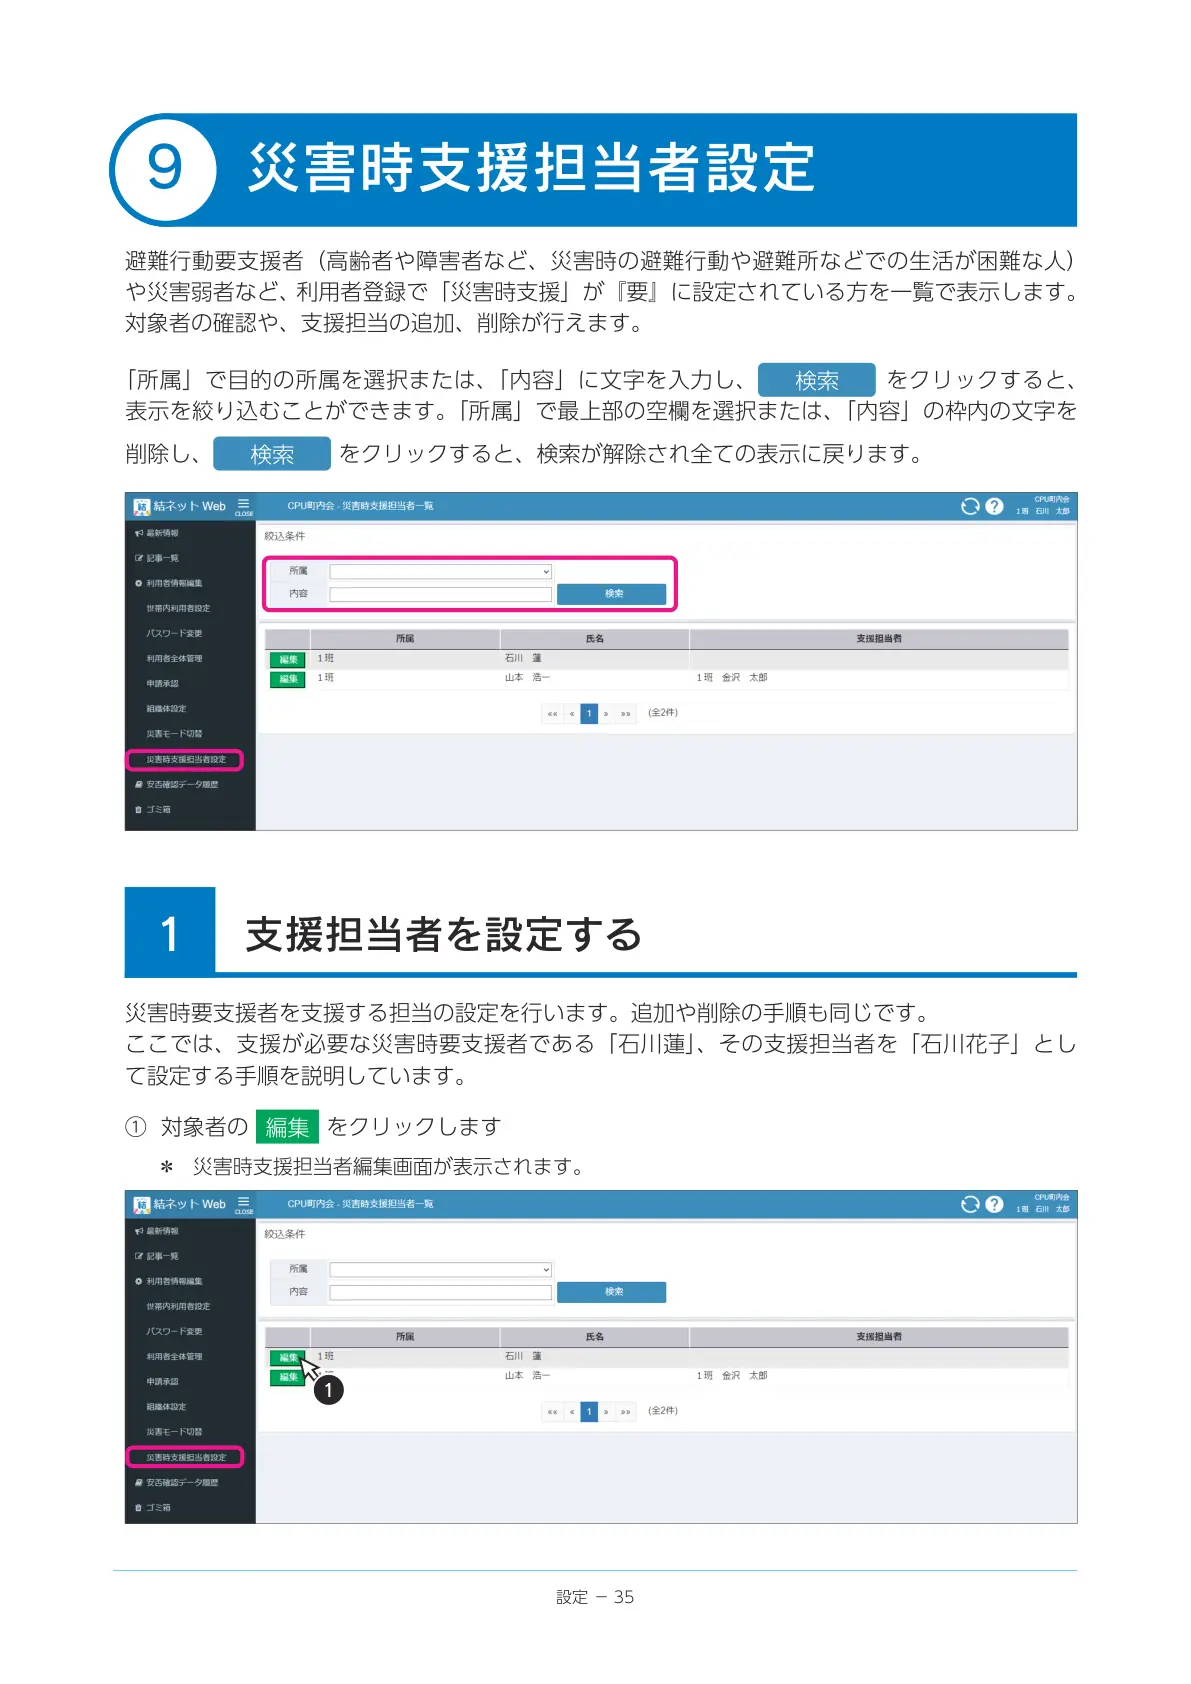 9 災害時支援担当者設定
避難行動要支援者（高齢者や障害者など、災害時の避難行動や避難所などでの生活が困難な人）
や災害弱者など、利用者登録で「災害時支援」が『要』に設定されている方を一覧で表示します。
対象者の確認や、支援担当の追加、削除が行えます。
「所属」で目的の所属を選択または、「内容」に文字を入力し、 検索 をクリックすると、
表示を絞り込むことができます。「所属」で最上部の空欄を選択または、「内容」の枠内の文字を
削除し、 検索 をクリックすると、検索が解除され全ての表示に戻ります。
結ネット Web CLOSE CPU町内会 - 災害時支援担当者一覧 ? CPU町内会
1班 石川 太郎
最新情報
記事一覧
利用者情報編集
世帯内利用者設定
パスワード変更
利用者全体管理
申請承認
組織体設定
災害モード切替
災害時支援担当者設定
安否確認データ履歴
ゴミ箱
絞込条件
所属
内容 検索
所属 氏名 支援担当者
編集 1班 石川 蓮
編集 1班 山本 浩一 1班 金沢 太郎
«« « 1 » »» (全2件)
1 支援担当者を設定する
災害時要支援者を支援する担当の設定を行います。追加や削除の手順も同じです。
ここでは、支援が必要な災害時要支援者である「石川蓮」、その支援担当者を「石川花子」とし
て設定する手順を説明しています。
① 対象者の 編集 をクリックします
＊ 災害時支援担当者編集画面が表示されます。
結ネット Web CLOSE CPU町内会 - 災害時支援担当者一覧 ? CPU町内会
1班 石川 太郎
最新情報
記事一覧
利用者情報編集
世帯内利用者設定
パスワード変更
利用者全体管理
申請承認
組織体設定
災害モード切替
災害時支援担当者設定
安否確認データ履歴
ゴミ箱
絞込条件
所属
内容 検索
所属 氏名 支援担当者
編集 1班 石川 蓮
編集 山本 浩一 1班 金沢 太郎
1
«« « 1 » »» (全2件)
設定 － 35